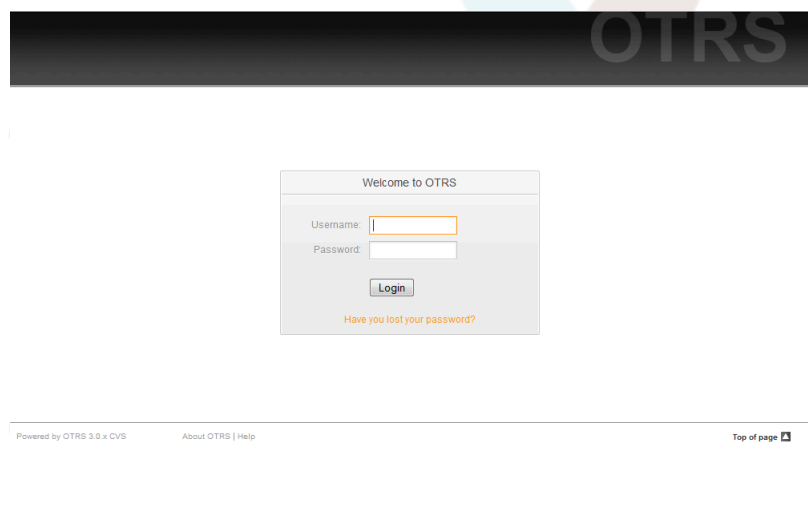 OTRS
Welcome to OTRS
Username:
Password:
Login
Have you lost your password?
Powered by OTRS 3.0.x CVS
About OTRS | Help
Top of page